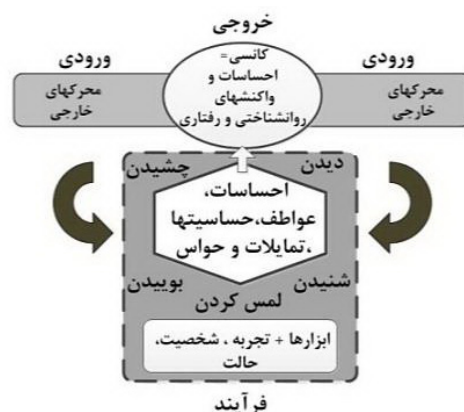 خروجی
ورودی
ورودی
کانسی=
احساسات و
واکنشهای
روانشناختی و رفتاری
محرکهای
خارجی
محرکهای
خارجی
دیدن
چشیدن
احساسات،
عواطف،حساسیتها
،تمایلات و حواس
شنیدن
بوییدن
لمس کردن
ابزارها + تجربه ، شخصیت،
حالت
فرآیند